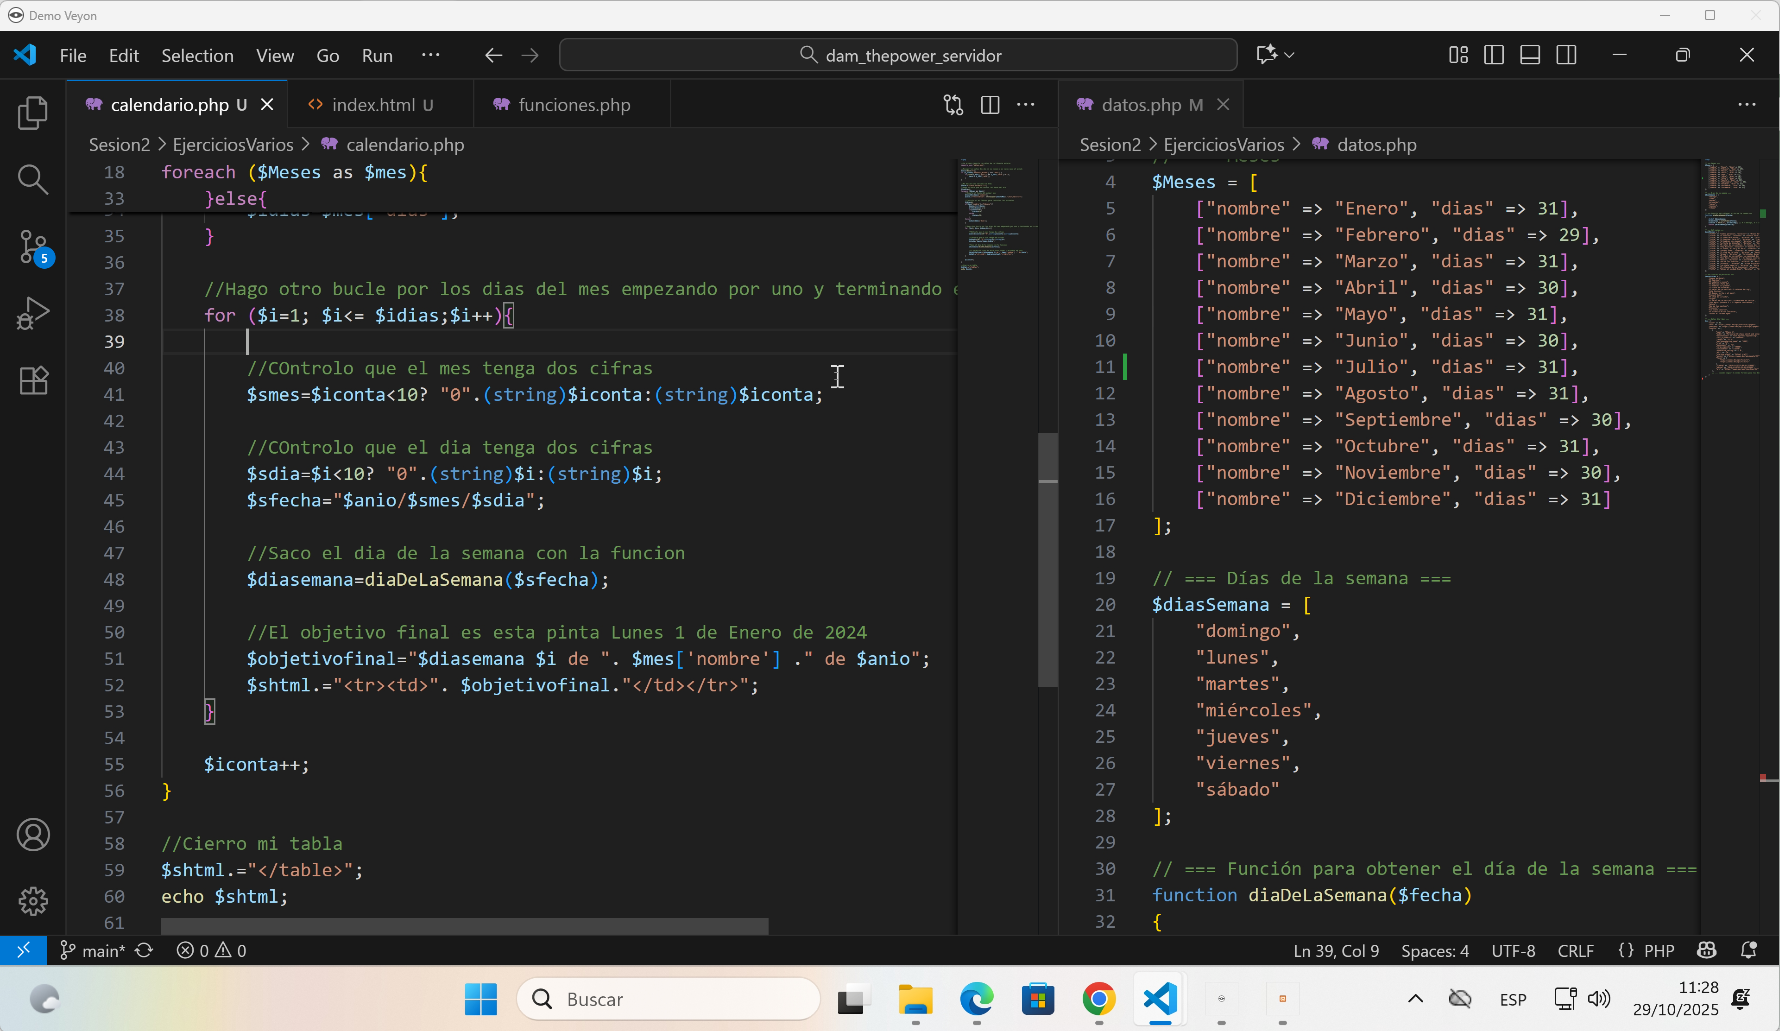 Demo Veyon
File Edit Selection View Go Run ··· dam_thepower_servidor
calendario.php U index.html U funciones.php
datos.php M
Sesion2 > EjerciciosVarios > calendario.php
18 foreach ($Meses as $mes){
33 }else{
35 }
36
37 //Hago otro bucle por los dias del mes empezando por uno y terminando
38 for ($i=1; $i<= $idias;$i++){
39
40 //COntrolo que el mes tenga dos cifras
41 $smes=$iconta<10? "0".(string)$iconta:(string)$iconta;
42
43 //COntrolo que el dia tenga dos cifras
44 $sdia=$i<10? "0".(string)$i:(string)$i;
45 $sfecha="$anio/$smes/$sdia";
46
47 //Saco el dia de la semana con la funcion
48 $diasemana=diaDeLaSemana($sfecha);
49
50 //El objetivo final es esta pinta Lunes 1 de Enero de 2024
51 $objetivofinal="$diasemana $i de ". $mes['nombre'] ." de $anio";
52 $shtml.="<tr><td>". $objetivofinal."</td></tr>";
53 }
54
55 $iconta++;
56 }
57
58 //Cierro mi tabla
59 $shtml.="</table>";
60 echo $shtml;
61
Sesion2 > EjerciciosVarios > datos.php
4 $Meses = [
5 ["nombre" => "Enero", "dias" => 31],
6 ["nombre" => "Febrero", "dias" => 29],
7 ["nombre" => "Marzo", "dias" => 31],
8 ["nombre" => "Abril", "dias" => 30],
9 ["nombre" => "Mayo", "dias" => 31],
10 ["nombre" => "Junio", "dias" => 30],
11 ["nombre" => "Julio", "dias" => 31],
12 ["nombre" => "Agosto", "dias" => 31],
13 ["nombre" => "Septiembre", "dias" => 30],
14 ["nombre" => "Octubre", "dias" => 31],
15 ["nombre" => "Noviembre", "dias" => 30],
16 ["nombre" => "Diciembre", "dias" => 31]
17 ];
18
19 // === Días de la semana ===
20 $diasSemana = [
21 "domingo",
22 "lunes",
23 "martes",
24 "miércoles",
25 "jueves",
26 "viernes",
27 "sábado"
28 ];
29
30 // === Función para obtener el día de la semana ===
31 function diaDeLaSemana($fecha)
32 {
5
main* 0 0 Ln 39, Col 9 Spaces: 4 UTF-8 CRLF {} PHP
Buscar
ESP
11:28
29/10/2025